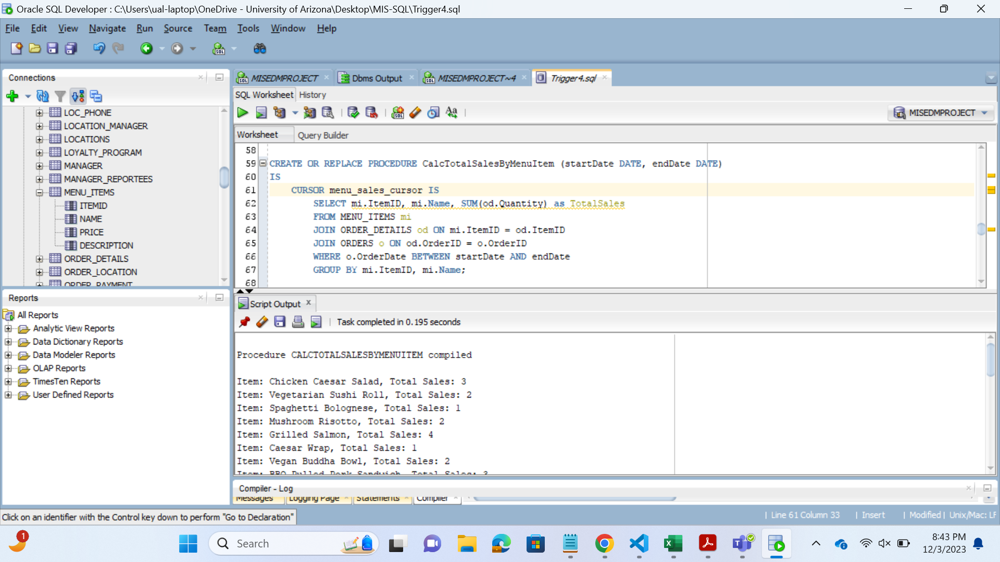 Oracle SQL Developer : C:\Users\ual-laptop\OneDrive - University of Arizona\Desktop\MIS-SQL\Trigger4.sql
File Edit View Navigate Run Source Team Tools Window Help
Connections
LOC_PHONE
LOCATION_MANAGER
LOCATIONS
LOYALTY_PROGRAM
MANAGER
MANAGER_REPORTEES
MENU_ITEMS
ITEMID
NAME
PRICE
DESCRIPTION
ORDER_DETAILS
ORDER_LOCATION
ORDER_PAYMENT
Reports
All Reports
Analytic View Reports
Data Dictionary Reports
Data Modeler Reports
OLAP Reports
TimesTen Reports
User Defined Reports
MISEDMPROJECT Dbms Output MISEDMPROJECT~4 Trigger4.sql
SQL Worksheet History
MISEDMPROJECT
Worksheet Query Builder
58
59 CREATE OR REPLACE PROCEDURE CalcTotalSalesByMenuItem (startDate DATE, endDate DATE)
60 IS
61 CURSOR menu_sales_cursor IS
62 SELECT mi.ItemID, mi.Name, SUM(od.Quantity) as TotalSales
63 FROM MENU_ITEMS mi
64 JOIN ORDER_DETAILS od ON mi.ItemID = od.ItemID
65 JOIN ORDERS o ON od.OrderID = o.OrderID
66 WHERE o.OrderDate BETWEEN startDate AND endDate
67 GROUP BY mi.ItemID, mi.Name;
68
Script Output
Task completed in 0.195 seconds
Procedure CALCTOTALSALESBYMENUITEM compiled
Item: Chicken Caesar Salad, Total Sales: 3
Item: Vegetarian Sushi Roll, Total Sales: 2
Item: Spaghetti Bolognese, Total Sales: 1
Item: Mushroom Risotto, Total Sales: 2
Item: Grilled Salmon, Total Sales: 4
Item: Caesar Wrap, Total Sales: 1
Item: Vegan Buddha Bowl, Total Sales: 2
Item: BBQ Pulled Pork Sandwich, Total Sales: 3
Compiler - Log
Messages Logging Page Statements Compiler
Click on an identifier with the Control key down to perform "Go to Declaration"
Line 61 Column 33 Insert Modified Unix/Mac: LF
1
Search
8:43 PM
12/3/2023